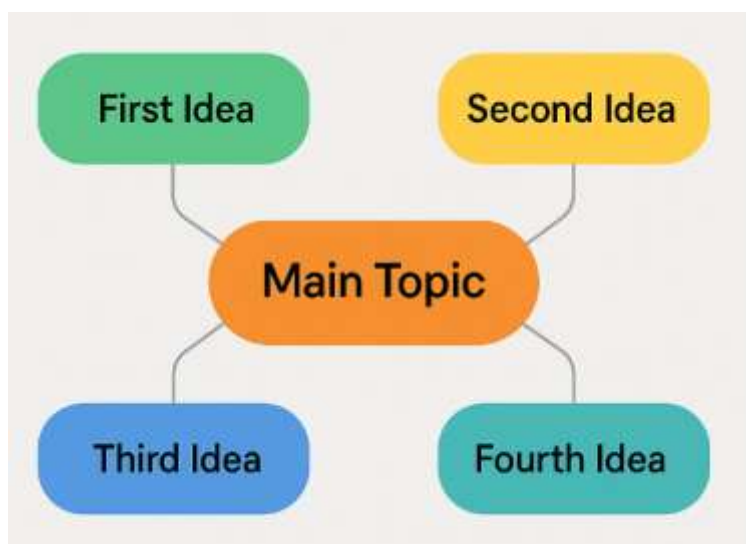 First Idea
Second Idea
Main Topic
Third Idea
Fourth Idea